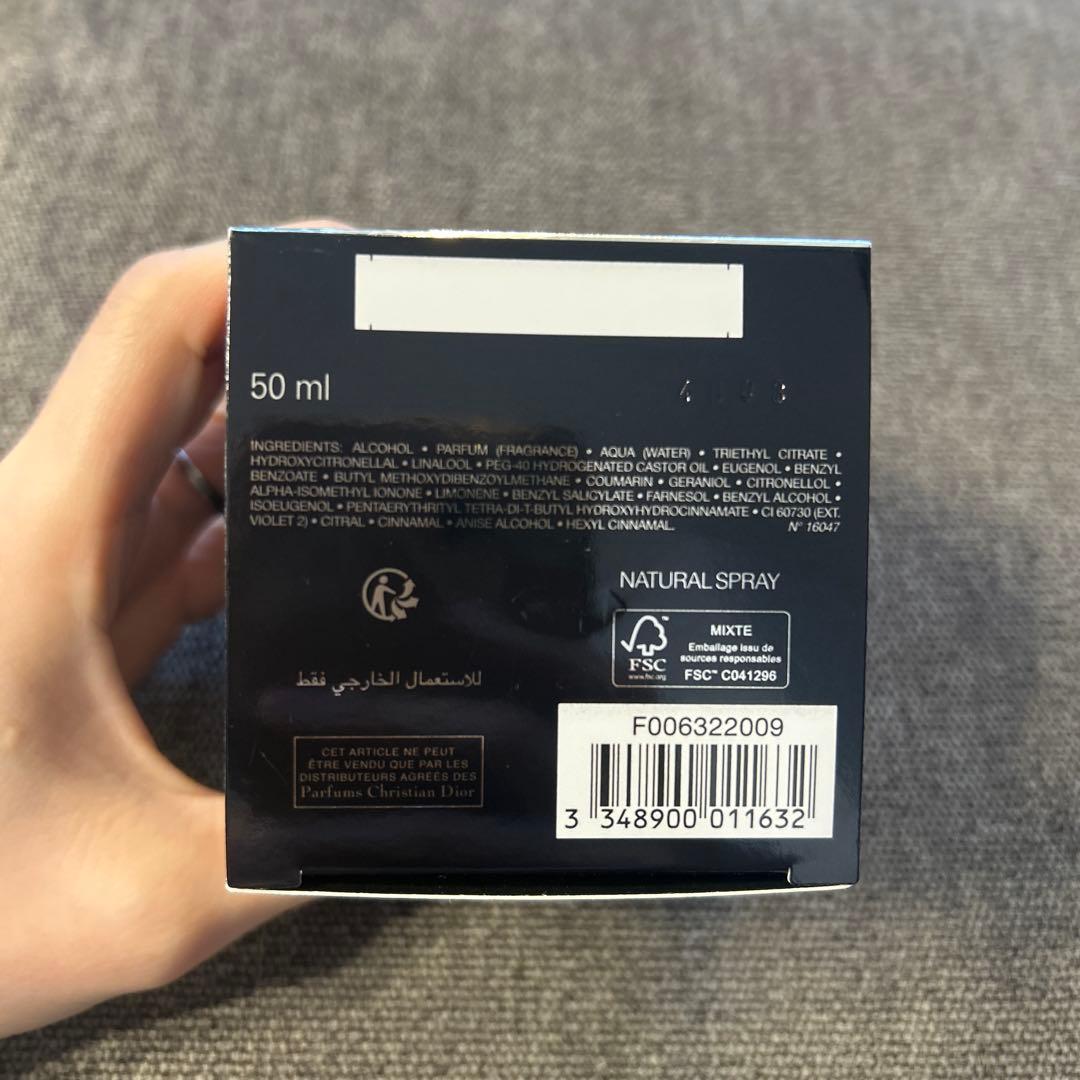 50 ml
INGREDIENTS: ALCOHOL • PARFUM (FRAGRANCE) • AQUA (WATER) • TRIETHYL CITRATE •
HYDROXYCITRONELLAL • LINALOOL • PEG-40 HYDROGENATED CASTOR OIL • EUGENOL • BENZYL
BENZOATE • BUTYL METHOXYDIBENZOYLMETHANE • COUMARIN • GERANIOL • CITRONELLOL •
ALPHA-ISOMETHYL IONONE • LIMONENE • BENZYL SALICYLATE • FARNESOL • BENZYL ALCOHOL •
ISOEUGENOL • PENTAERYTHRITYL TETRA-DI-T-BUTYL HYDROXYHYDROCINNAMATE • CI 60730 (EXT.
VIOLET 2) • CITRAL • CINNAMAL • ANISE ALCOHOL • HEXYL CINNAMAL. N° 16047
NATURAL SPRAY
FSC
www.fsc.org
MIXTE
Emballage issu de
sources responsables
FSC™ C041296
للاستعمال الخارجي فقط
CET ARTICLE NE PEUT
ÊTRE VENDU QUE PAR LES
DISTRIBUTEURS AGRÉÉS DES
Parfums Christian Dior
F006322009
3 348900 011632